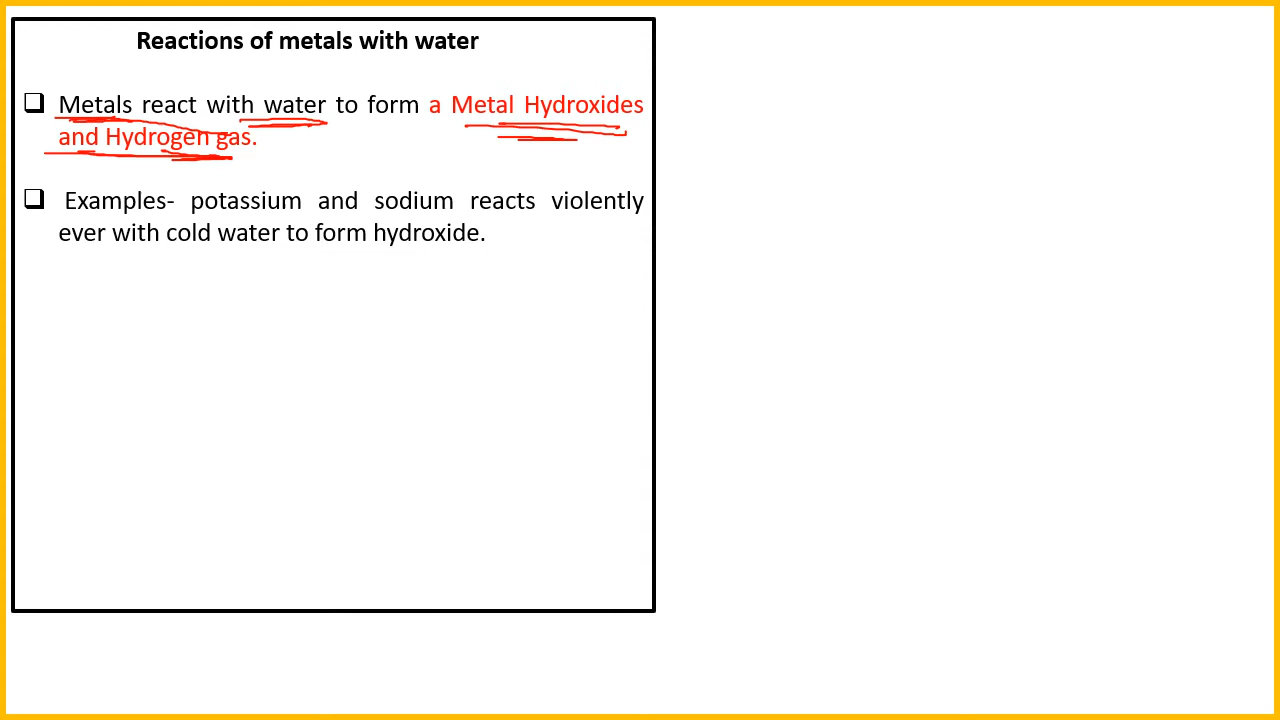 Reactions of metals with water
Metals react with water to form a Metal Hydroxides
and Hydrogen gas.
Examples- potassium and sodium reacts violently
ever with cold water to form hydroxide.